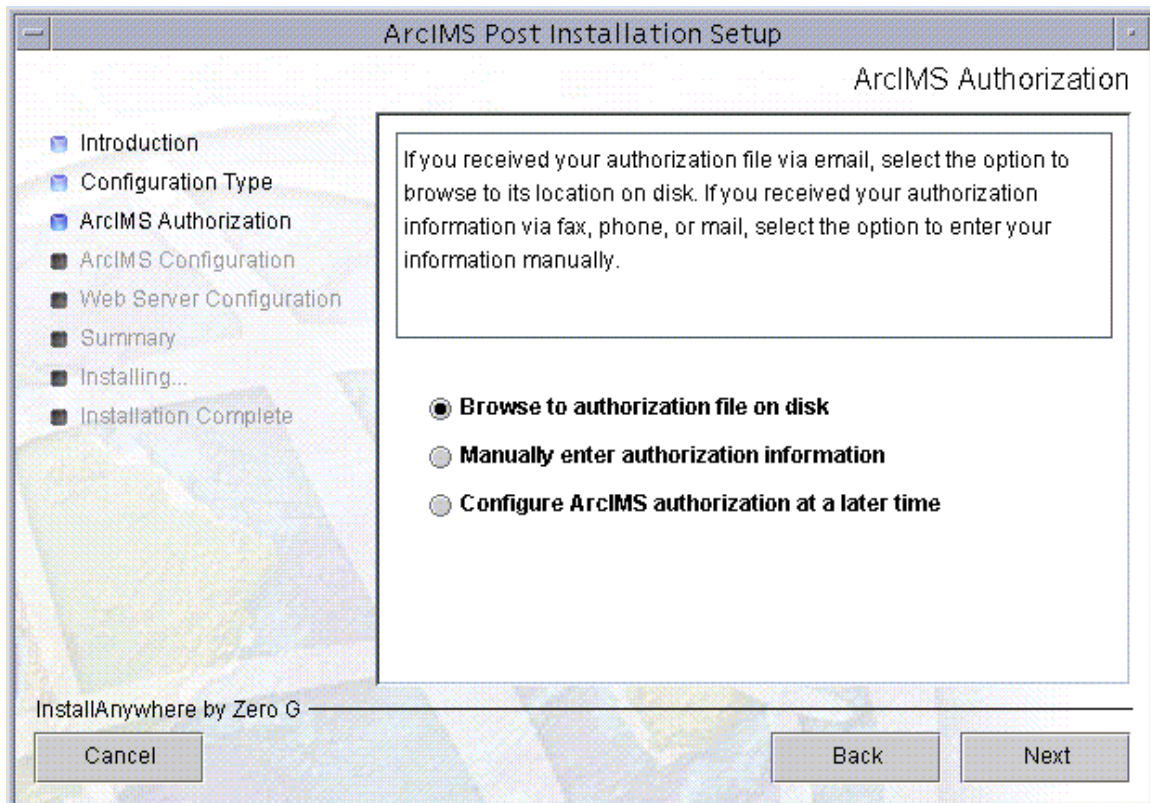 ArcIMS Post Installation Setup
ArcIMS Authorization
Introduction
Configuration Type
ArcIMS Authorization
ArcIMS Configuration
Web Server Configuration
Summary
Installing...
Installation Complete
If you received your authorization file via email, select the option to
browse to its location on disk. If you received your authorization
information via fax, phone, or mail, select the option to enter your
information manually.
Browse to authorization file on disk
Manually enter authorization information
Configure ArcIMS authorization at a later time
InstallAnywhere by Zero G
Cancel
Back
Next